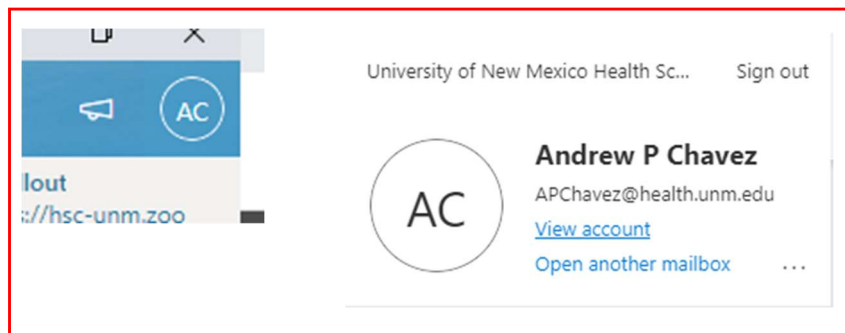 AC
llout
s://hsc-unm.zoo
University of New Mexico Health Sc... Sign out
AC
Andrew P Chavez
APChavez@health.unm.edu
View account
Open another mailbox ...